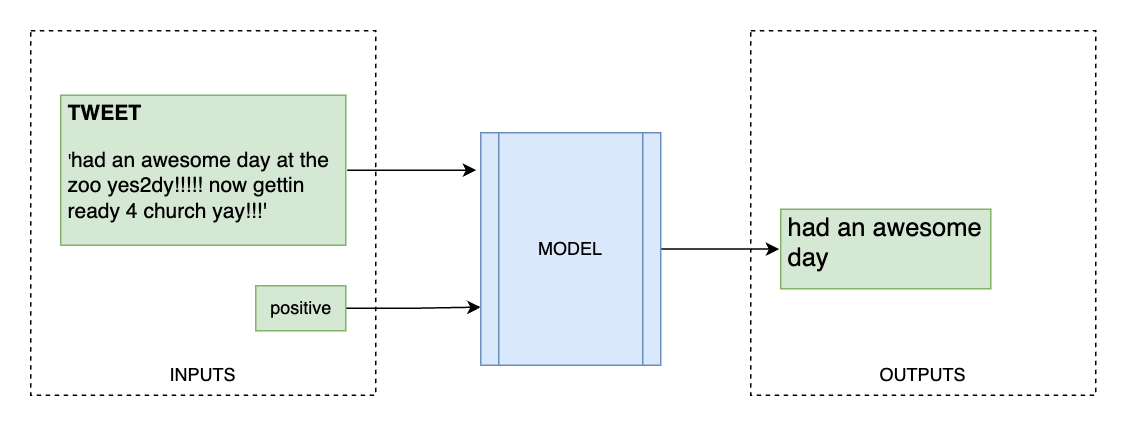 TWEET
'had an awesome day at the
zoo yes2dy!!!!! now gettin
ready 4 church yay!!!'
positive
INPUTS
MODEL
had an awesome
day
OUTPUTS